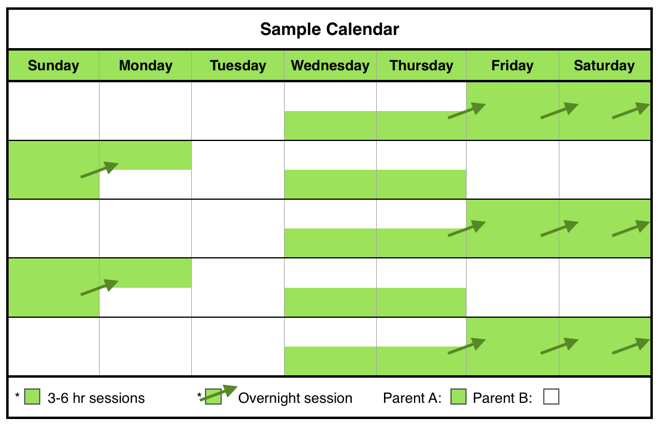 Sample Calendar
Sunday Monday Tuesday Wednesday Thursday Friday Saturday
* 3-6 hr sessions * Overnight session Parent A: Parent B: